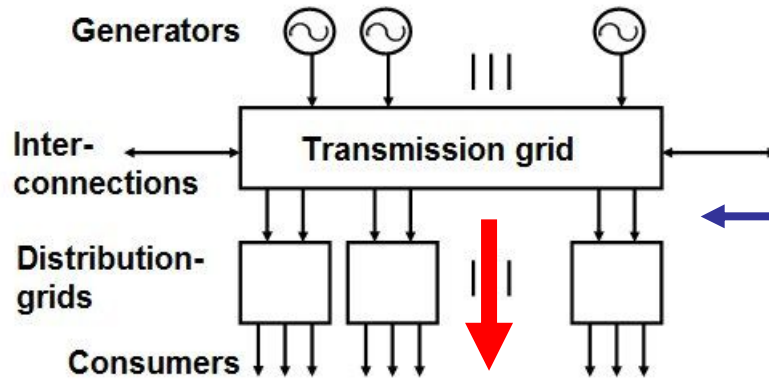 Generators
Inter-
connections
Transmission grid
Distribution-
grids
Consumers